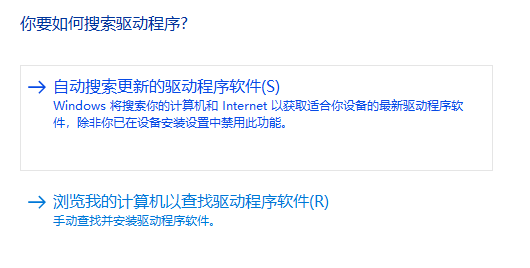 你要如何搜索驱动程序?
自动搜索更新的驱动程序软件(S)
Windows 将搜索你的计算机和 Internet 以获取适合你设备的最新驱动程序软
件，除非你已在设备安装设置中禁用此功能。
浏览我的计算机以查找驱动程序软件(R)
手动查找并安装驱动程序软件。